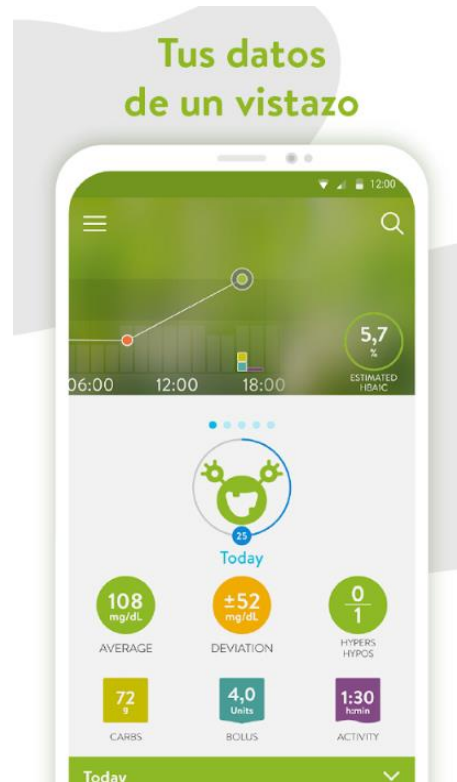 Tus datos
de un vistazo
12:00
5,7
%
ESTIMATED
HBA1C
06:00 12:00 18:00
25
Today
108
mg/dL
AVERAGE
±52
mg/dL
DEVIATION
0
1
HYPERS
HYPOS
72
g
CARBS
4,0
Units
BOLUS
1:30
h:min
ACTIVITY
Today